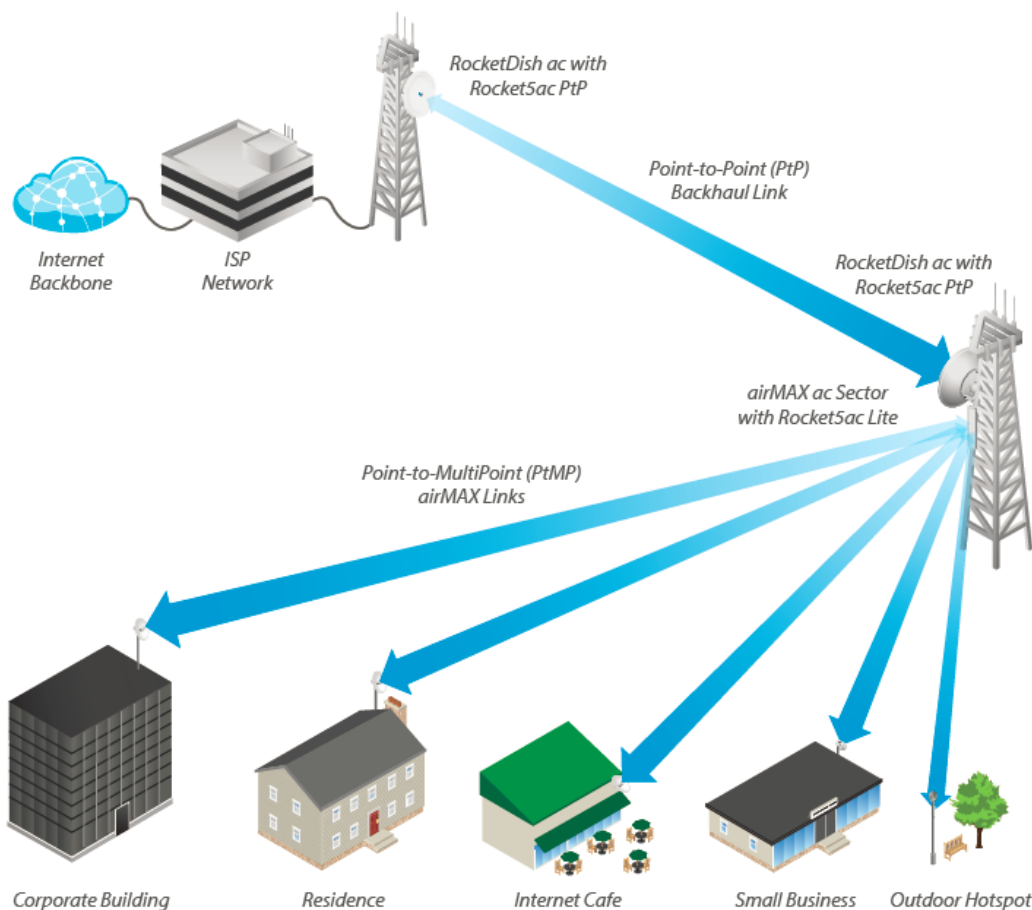 RocketDish ac with
Rocket5ac PtP
Point-to-Point (PtP)
Backhaul Link
Internet
Backbone
ISP
Network
RocketDish ac with
Rocket5ac PtP
airMAX ac Sector
with Rocket5ac Lite
Point-to-MultiPoint (PtMP)
airMAX Links
Corporate Building
Residence
Internet Cafe
Small Business
Outdoor Hotspot